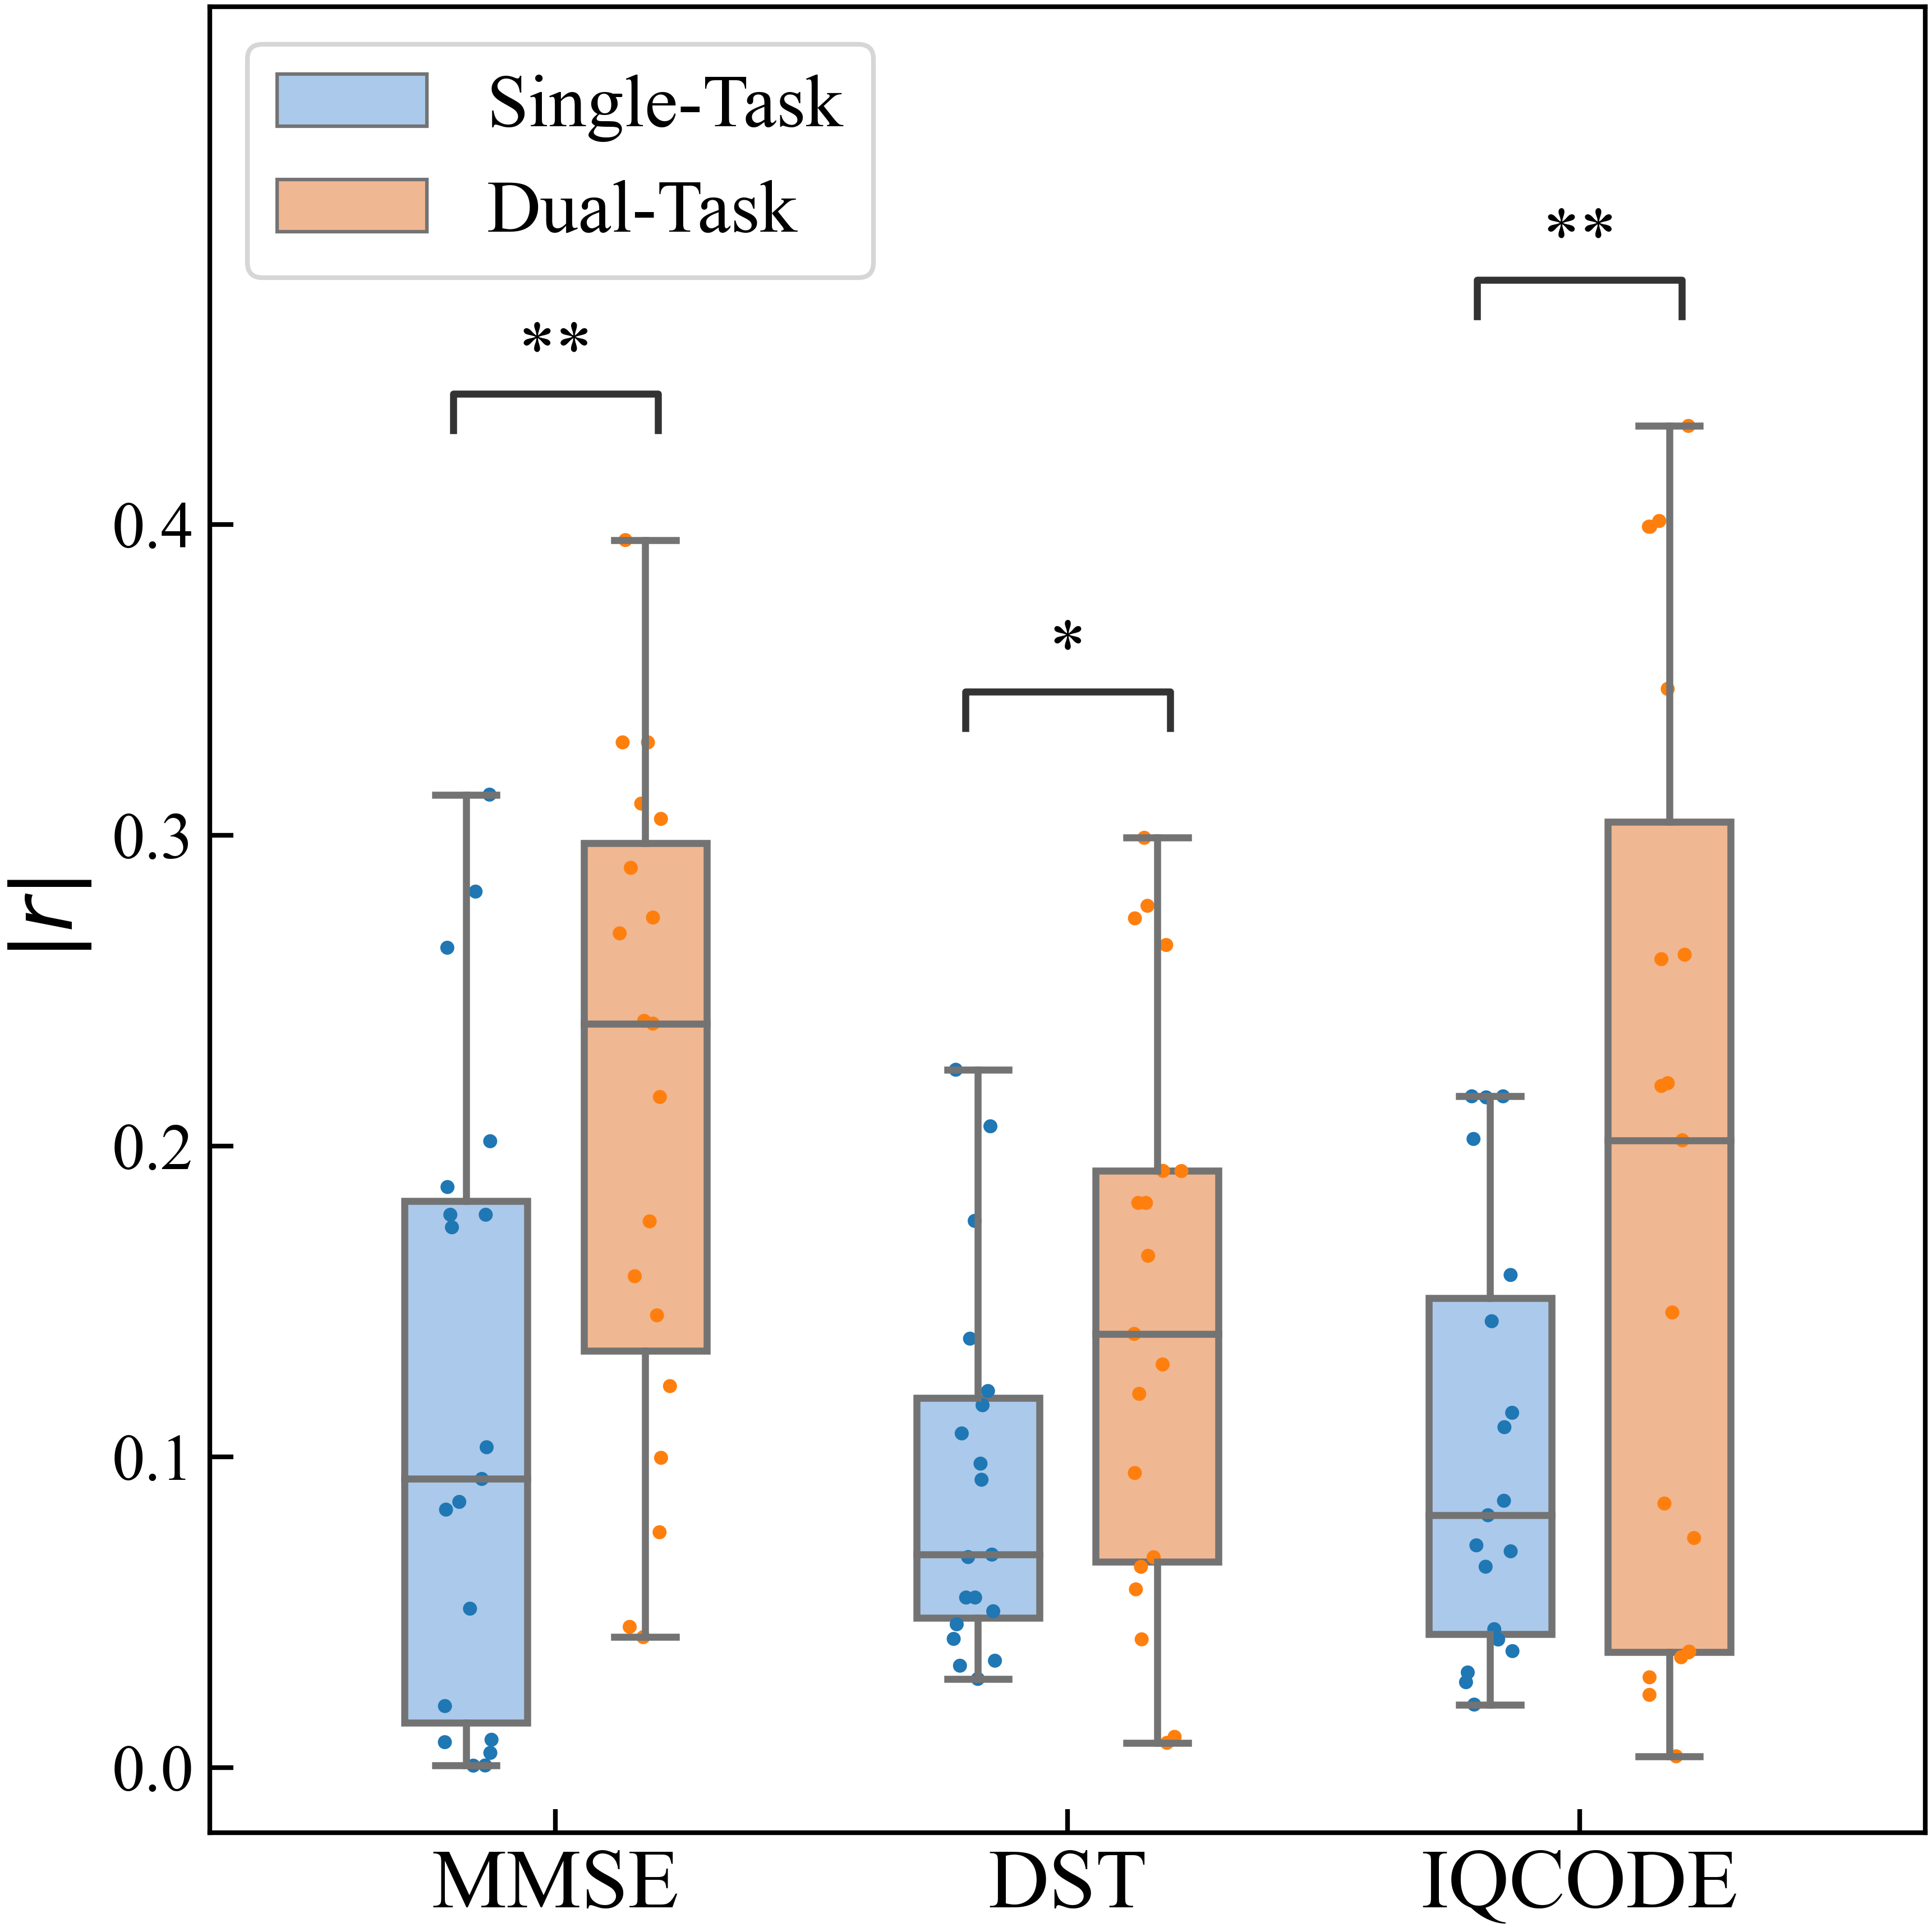 Single-Task
Dual-Task
**
**
*
0.4
0.3
0.2
0.1
0.0
|r|
MMSE DST IQCODE